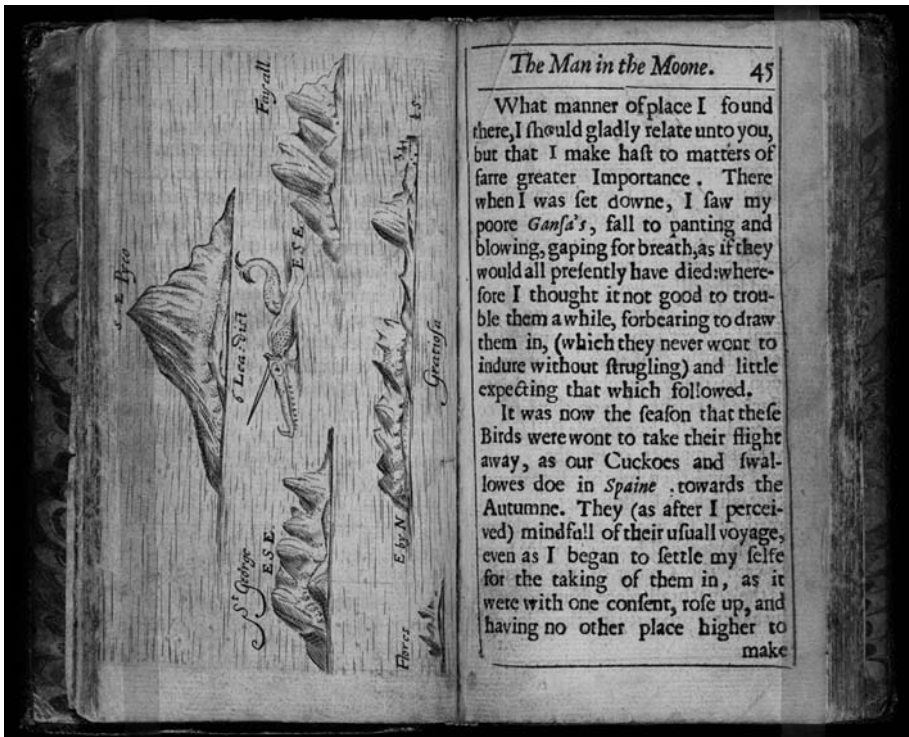 Fayall
E.S.E.
S E Pyco
6 Lea: dist
St George
E.S.E.
Gratiosa
E by N
Flores
The Man in the Moone. 45
What manner of place I found
there, I ſhould gladly relate unto you,
but that I make haſt to matters of
farre greater Importance. There
when I was ſet downe, I ſaw my
poore Ganſa's, fall to panting and
blowing, gaping for breath, as if they
would all preſently have died: where-
fore I thought it not good to trou-
ble them a while, forbearing to draw
them in, (which they never wont to
indure without ſtrugling) and little
expecting that which followed.
It was now the ſeaſon that theſe
Birds were wont to take their flight
away, as our Cuckoes and ſwal-
lowes doe in Spaine . towards the
Autumne. They (as after I percei-
ved) mindfull of their uſuall voyage,
even as I began to ſettle my ſelfe
for the taking of them in, as it
were with one conſent, roſe up, and
having no other place higher to
make